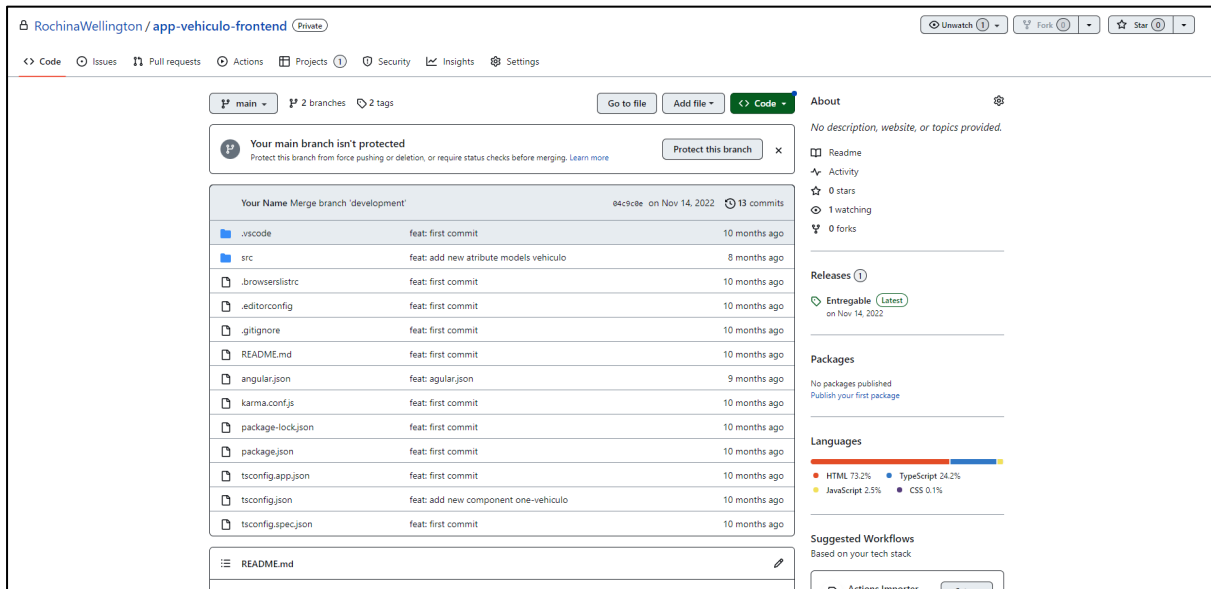 RochinaWellington / app-vehiculo-frontend Private
Unwatch 1 Fork 0 Star 0
<> Code Issues Pull requests Actions Projects 1 Security Insights Settings
main 2 branches 2 tags Go to file Add file <> Code
Your main branch isn't protected
Protect this branch from force pushing or deletion, or require status checks before merging. Learn more
Protect this branch ×
Your Name Merge branch 'development' 04c9c0e on Nov 14, 2022 13 commits
.vscode feat: first commit 10 months ago
src feat: add new atribute models vehiculo 8 months ago
.browserslistrc feat: first commit 10 months ago
.editorconfig feat: first commit 10 months ago
.gitignore feat: first commit 10 months ago
README.md feat: first commit 10 months ago
angular.json feat: agular.json 9 months ago
karma.conf.js feat: first commit 10 months ago
package-lock.json feat: first commit 10 months ago
package.json feat: first commit 10 months ago
tsconfig.app.json feat: first commit 10 months ago
tsconfig.json feat: add new component one-vehiculo 10 months ago
tsconfig.spec.json feat: first commit 10 months ago
README.md
About
No description, website, or topics provided.
Readme
Activity
0 stars
1 watching
0 forks
Releases 1
Entregable Latest
on Nov 14, 2022
Packages
No packages published
Publish your first package
Languages
HTML 73.2% TypeScript 24.2%
JavaScript 2.5% CSS 0.1%
Suggested Workflows
Based on your tech stack
Actions Importer